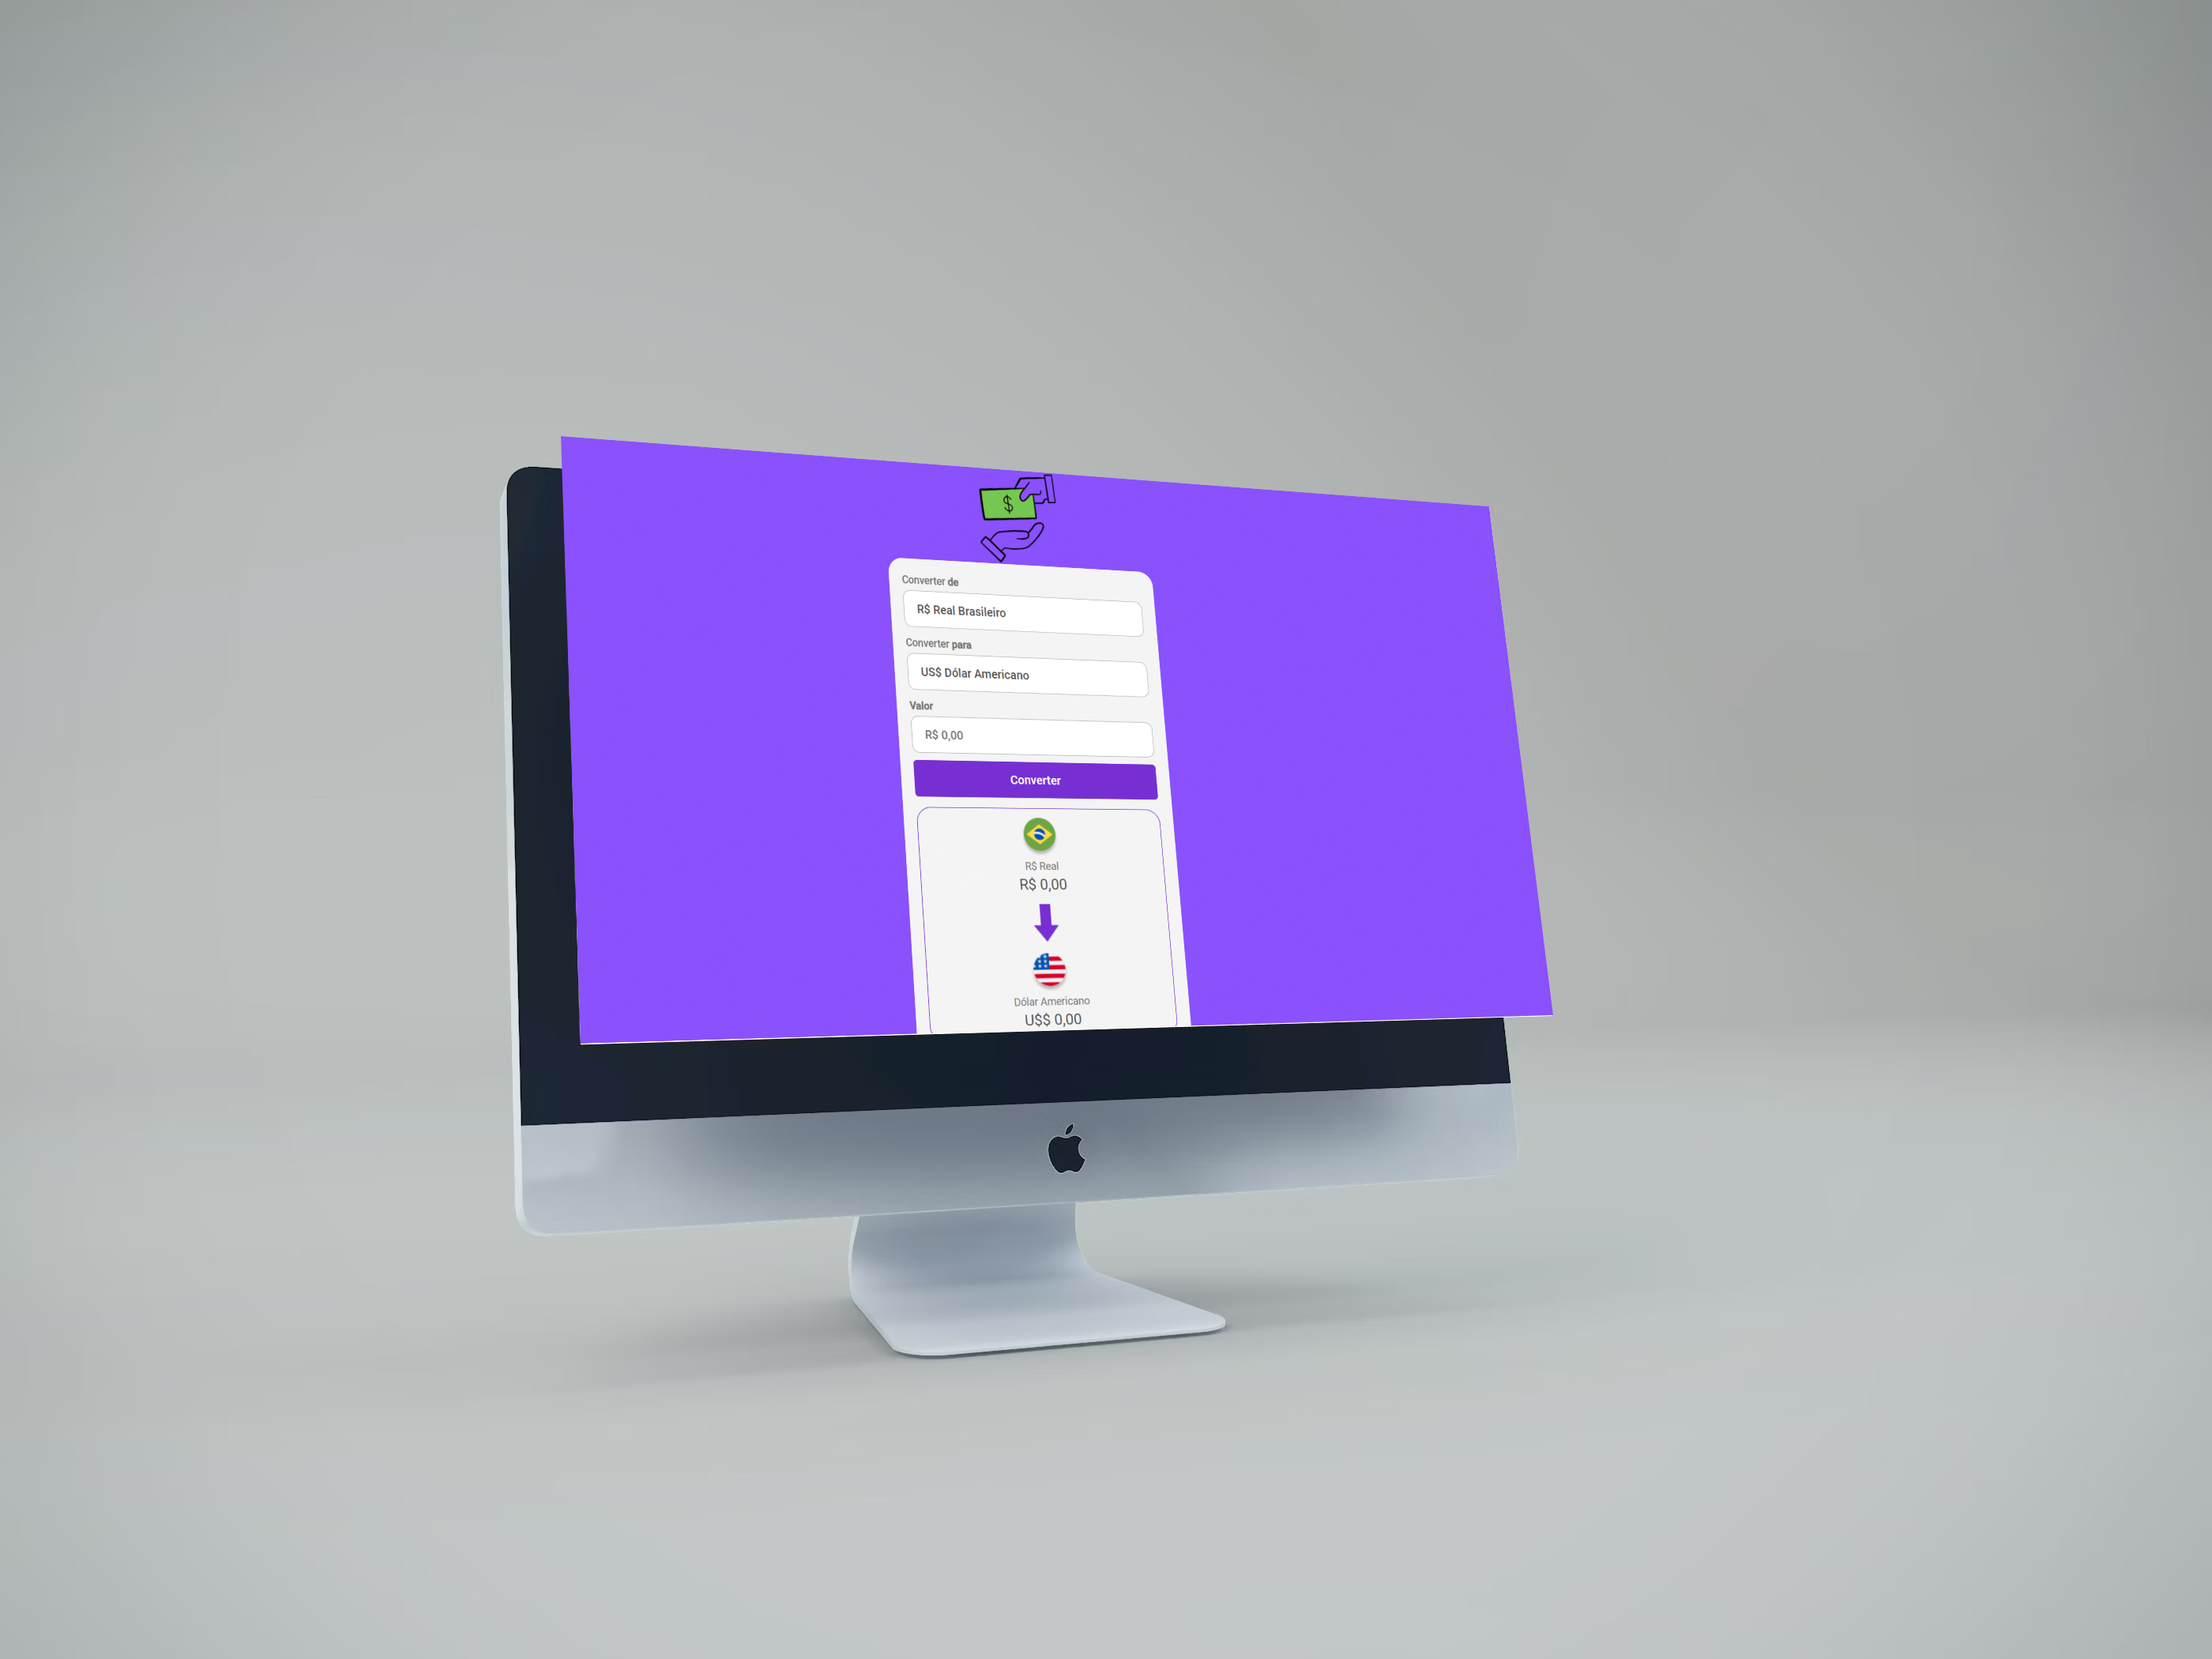 $
Converter de
R$ Real Brasileiro
Converter para
US$ Dólar Americano
Valor
R$ 0,00
Converter
R$ Real
R$ 0,00
Dólar Americano
U$$ 0,00